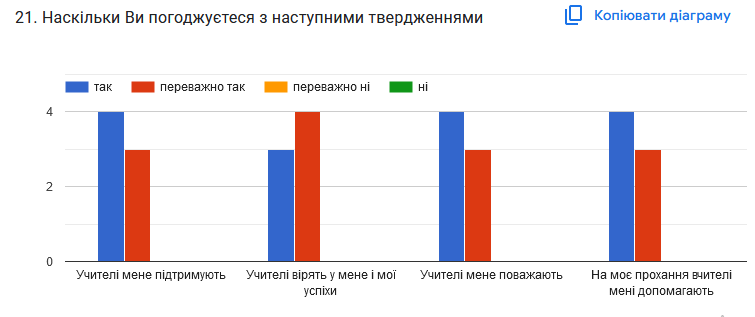 21. Наскільки Ви погоджуєтеся з наступними твердженнями
Копіювати діаграму
так
переважно так
переважно ні
ні
4
2
0
Учителі мене підтримують
Учителі вірять у мене і мої
успіхи
Учителі мене поважають
На моє прохання вчителі
мені допомагають